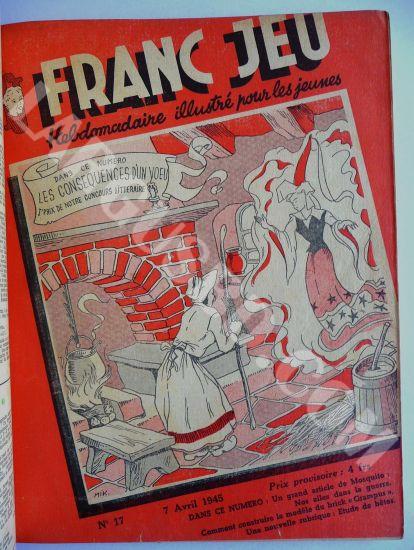 FRANC JEU
Hebdomadaire illustré pour les jeunes
DANS CE NUMERO
LES CONSEQUENCES D'UN VOEU
1er PRIX DE NOTRE CONCOURS LITTERAIRE
MIK.
N° 17
7 Avril 1945
Prix provisoire : 4 frs
DANS CE NUMERO : Un grand article de Mosquito :
Nos ailes dans la guerre.
Comment construire le modèle du brick « Grampus ».
Une nouvelle rubrique : Etude de bêtes.